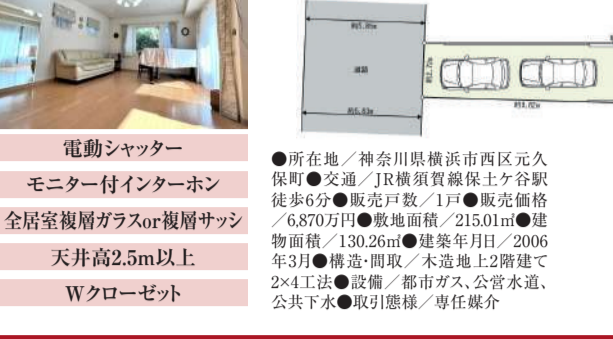 電動シャッター
モニター付インターホン
全居室複層ガラスor複層サッシ
天井高2.5m以上
Wクローゼット
道路
●所在地／神奈川県横浜市西区元久
保町●交通／JR横須賀線保土ケ谷駅
徒歩6分●販売戸数／1戸●販売価格
／6,870万円●敷地面積／215.01㎡●建
物面積／130.26㎡●建築年月日／2006
年3月●構造・間取／木造地上2階建て
2×4工法●設備／都市ガス、公営水道、
公共下水●取引態様／専任媒介